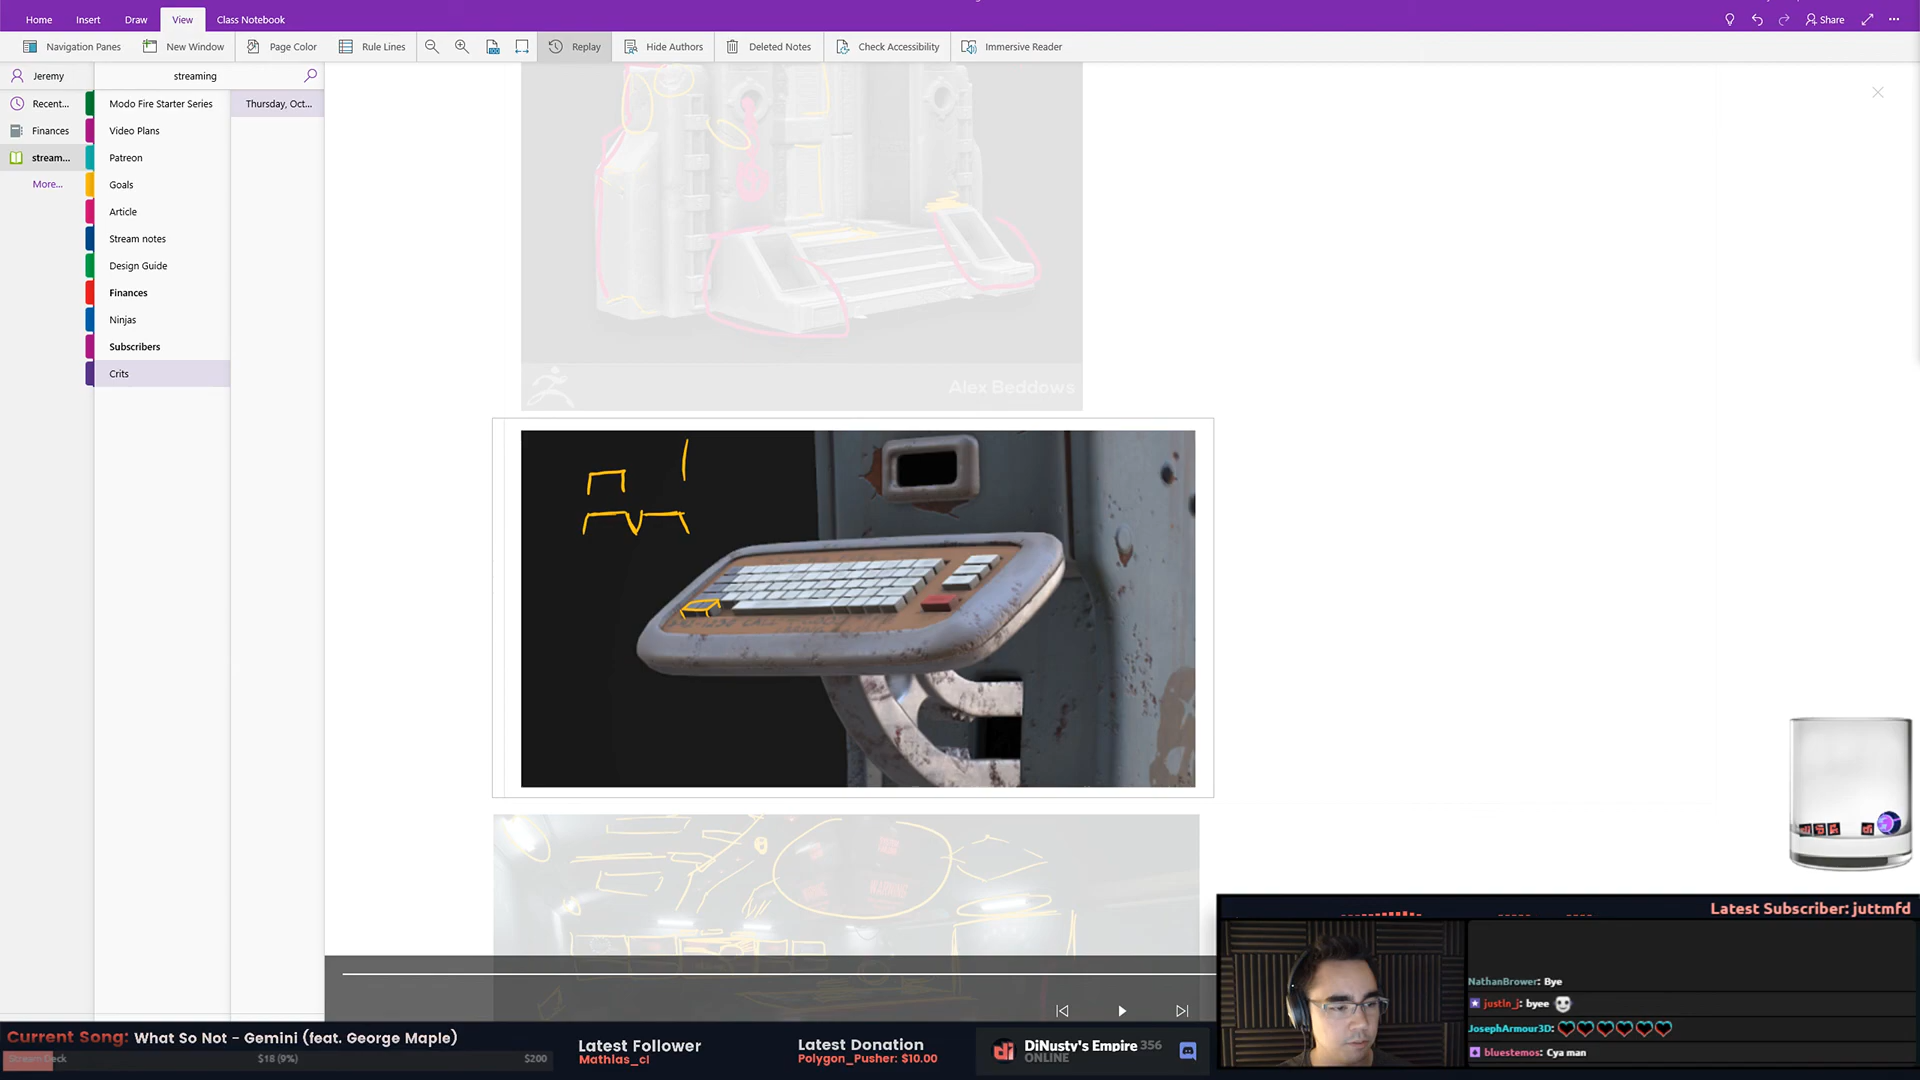 Home Insert Draw View Class Notebook Share
Navigation Panes New Window Page Color Rule Lines Replay Hide Authors Deleted Notes Check Accessibility Immersive Reader
Jeremy streaming
Recent... Modo Fire Starter Series Thursday, Oct...
Finances Video Plans
stream... Patreon
More... Goals
Article
Stream notes
Design Guide
Finances
Ninjas
Subscribers
Crits
Alex Beddows
Latest Subscriber: juttmfd
NathanBrower: Bye
justln_j: byee
JosephArmour3D:
bluestemos: Cya man
Current Song: What So Not - Gemini (feat. George Maple)
Stream Deck $18 (9%) $200
Latest Follower
Mathlas_cl
Latest Donation
Polygon_Pusher: $10.00
DiNusty's Empire 356
ONLINE